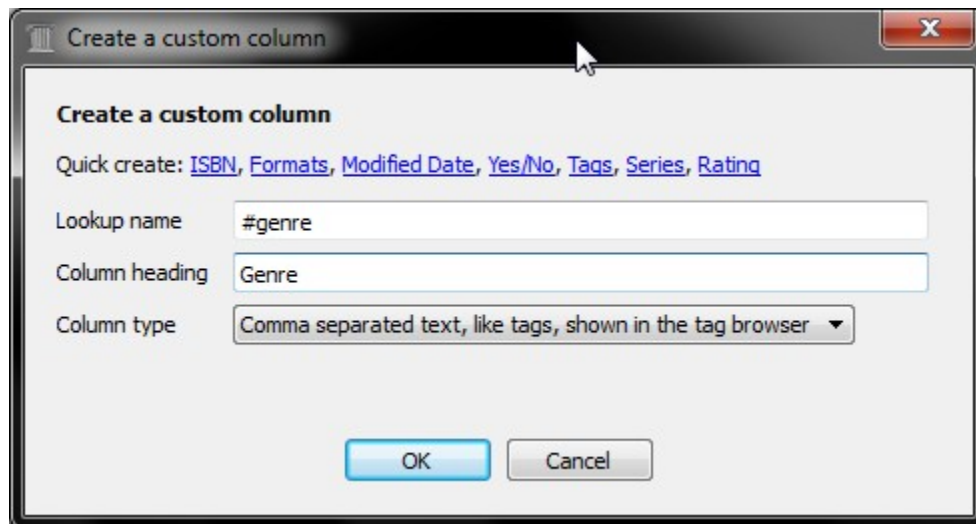 Create a custom column
Create a custom column
Quick create: ISBN, Formats, Modified Date, Yes/No, Tags, Series, Rating
Lookup name #genre
Column heading Genre
Column type Comma separated text, like tags, shown in the tag browser
OK Cancel